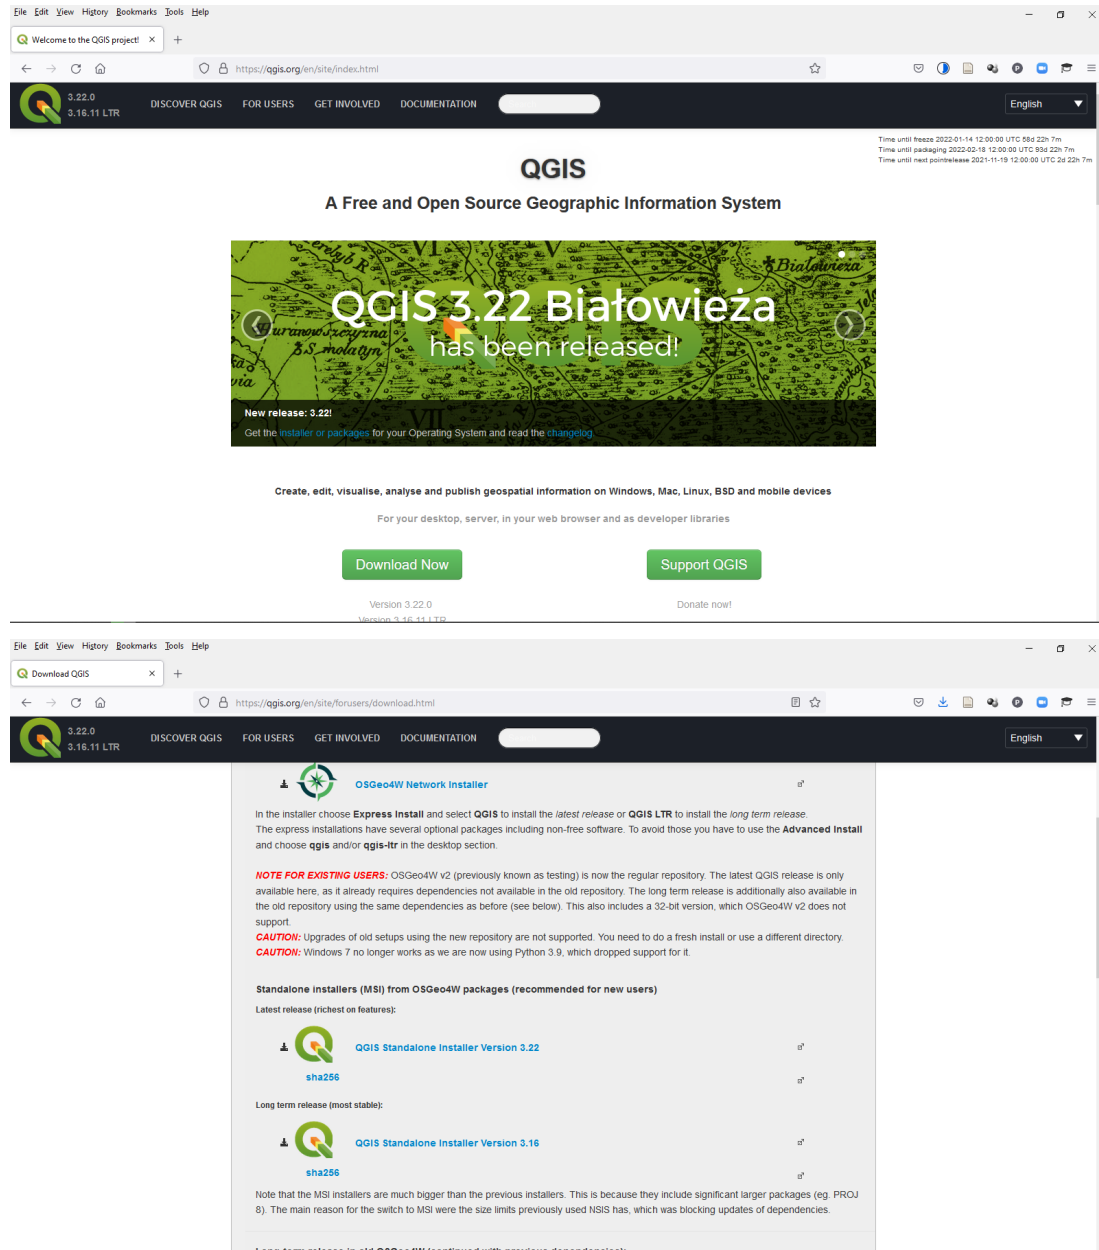 File Edit View History Bookmarks Tools Help
Welcome to the QGIS project!
https://qgis.org/en/site/index.html
3.22.0
3.16.11 LTR
DISCOVER QGIS FOR USERS GET INVOLVED DOCUMENTATION
English
Time until freeze 2022-01-14 12:00:00 UTC 58d 22h 7m
Time until packaging 2022-02-18 12:00:00 UTC 93d 22h 7m
Time until next pointrelease 2021-11-19 12:00:00 UTC 2d 22h 7m
QGIS
A Free and Open Source Geographic Information System
Białowieża
QGIS 3.22 Białowieża
has been released!
New release: 3.22!
Get the installer or packages for your Operating System and read the changelog
Create, edit, visualise, analyse and publish geospatial information on Windows, Mac, Linux, BSD and mobile devices
For your desktop, server, in your web browser and as developer libraries
Download Now
Support QGIS
Version 3.22.0
Donate now!
Version 3.16.11 LTR
File Edit View History Bookmarks Tools Help
Download QGIS
https://qgis.org/en/site/forusers/download.html
3.22.0
3.16.11 LTR
DISCOVER QGIS FOR USERS GET INVOLVED DOCUMENTATION
English
OSGeo4W Network Installer
In the installer choose Express Install and select QGIS to install the latest release or QGIS LTR to install the long term release.
The express installations have several optional packages including non-free software. To avoid those you have to use the Advanced Install
and choose qgis and/or qgis-ltr in the desktop section.
NOTE FOR EXISTING USERS: OSGeo4W v2 (previously known as testing) is now the regular repository. The latest QGIS release is only
available here, as it already requires dependencies not available in the old repository. The long term release is additionally also available in
the old repository using the same dependencies as before (see below). This also includes a 32-bit version, which OSGeo4W v2 does not
support.
CAUTION: Upgrades of old setups using the new repository are not supported. You need to do a fresh install or use a different directory.
CAUTION: Windows 7 no longer works as we are now using Python 3.9, which dropped support for it.
Standalone installers (MSI) from OSGeo4W packages (recommended for new users)
Latest release (richest on features):
QGIS Standalone Installer Version 3.22
sha256
Long term release (most stable):
QGIS Standalone Installer Version 3.16
sha256
Note that the MSI installers are much bigger than the previous installers. This is because they include significant larger packages (eg. PROJ
8). The main reason for the switch to MSI were the size limits previously used NSIS has, which was blocking updates of dependencies.
Long term release in old OSGeo4W (continued with previous dependencies):